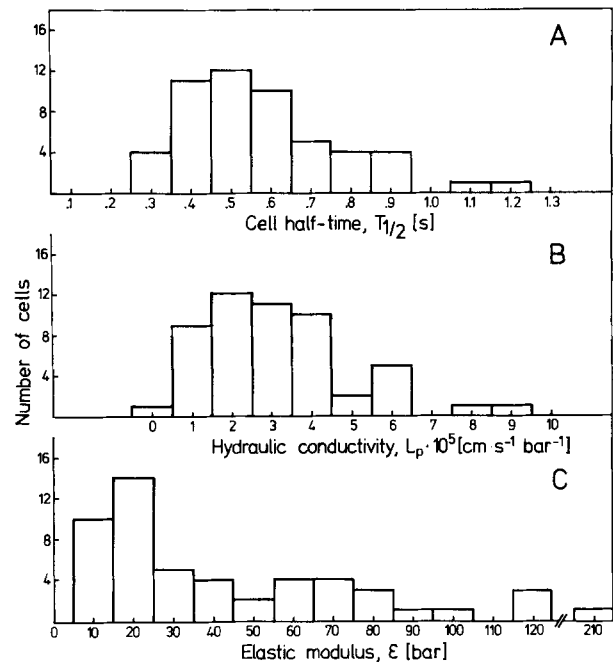 A
16
12
8
4
.1 .2 .3 .4 .5 .6 .7 .8 .9 1.0 1.1 1.2 1.3
Cell half-time, T1/2 [s]
B
16
12
8
4
0 1 2 3 4 5 6 7 8 9 10
Hydraulic conductivity, Lp·10⁵ [cm·s⁻¹ bar⁻¹]
Number of cells
C
16
12
8
4
0 10 20 30 40 50 60 70 80 90 100 110 120 // 210
Elastic modulus, ε [bar]